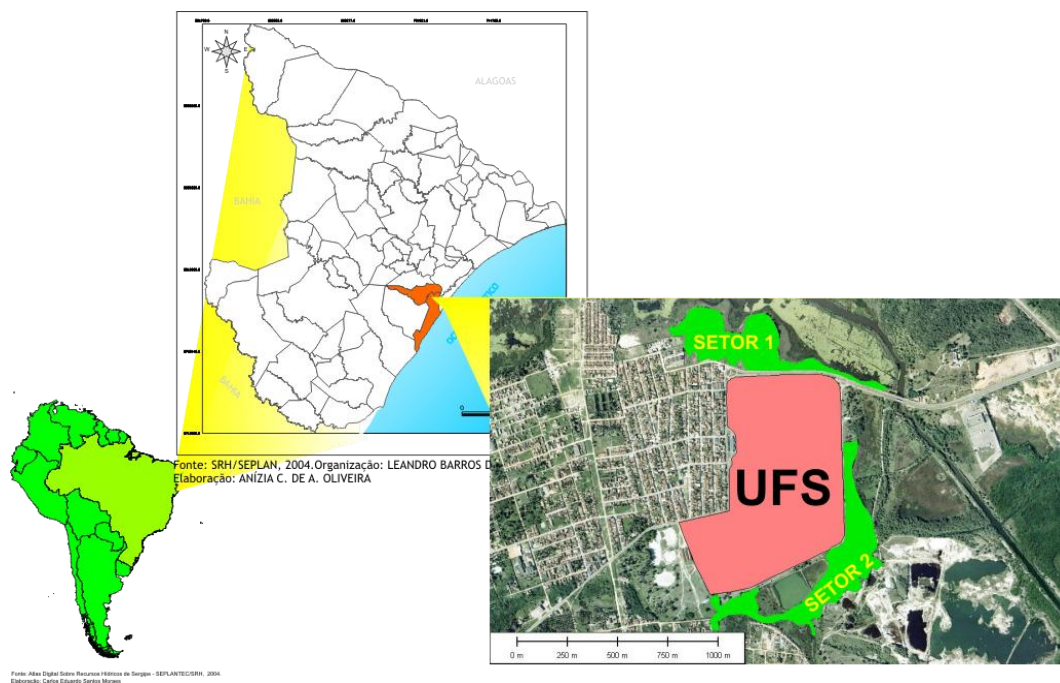 N
W
E
S
ALAGOAS
BAHIA
BAHIA
Fonte: SRH/SEPLAN, 2004.Organização: LEANDRO BARROS D
Elaboração: ANÍZIA C. DE A. OLIVEIRA
0
SETOR 1
UFS
SETOR 2
0 m 250 m 500 m 750 m 1000 m
Fonte: Atlas Digital Sobre Recursos Hídricos de Sergipe - SEPLANTEC/SRH, 2004.
Elaboração: Carlos Eduardo Santos Moraes